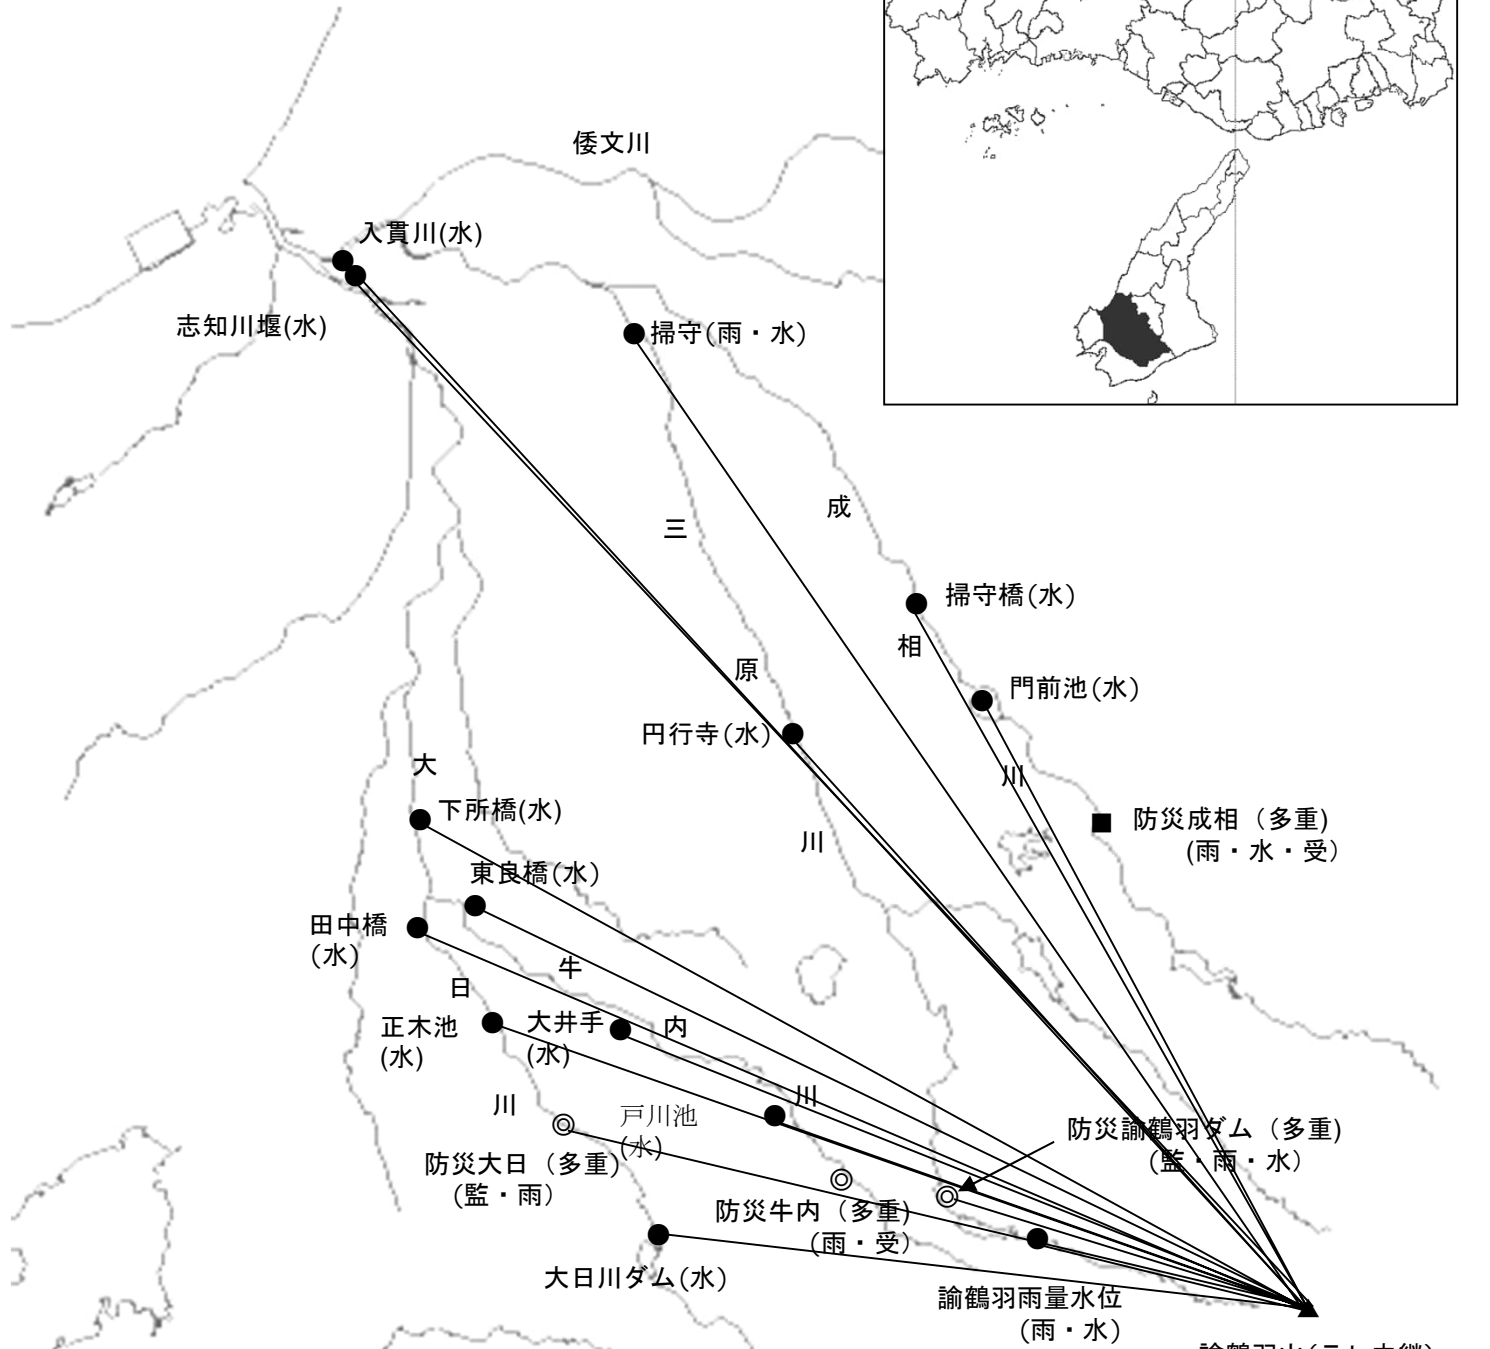 倭文川
入貫川(水)
志知川堰(水)
掃守(雨・水)
成
三
掃守橋(水)
相
原
門前池(水)
円行寺(水)
大
川
下所橋(水)
防災成相（多重)
(雨・水・受)
川
東良橋(水)
田中橋
(水)
牛
日
正木池
(水)
大井手
(水)
内
川
川
戸川池
(水)
防災諭鶴羽ダム（多重)
(監・雨・水)
防災大日（多重)
(監・雨)
防災牛内（多重)
(雨・受)
大日川ダム(水)
諭鶴羽雨量水位
(雨・水)